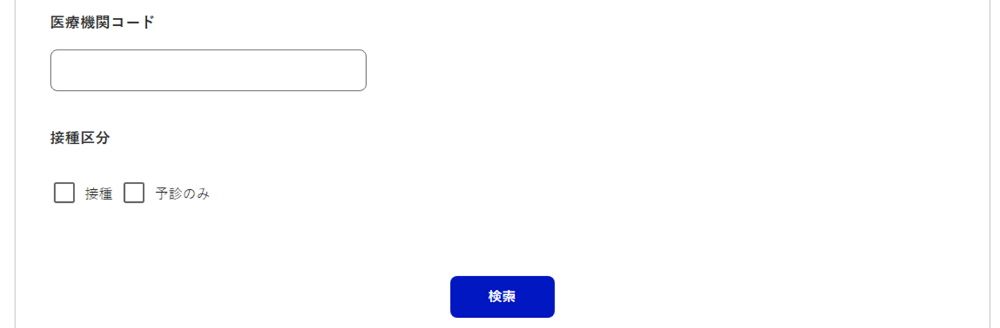 医療機関コード
接種区分
接種 予診のみ
検索